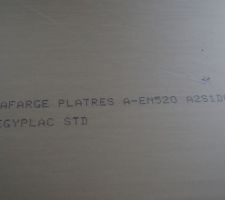 AFARGE PLATRES A-EN520 A2S1D
EGYPLAC STD